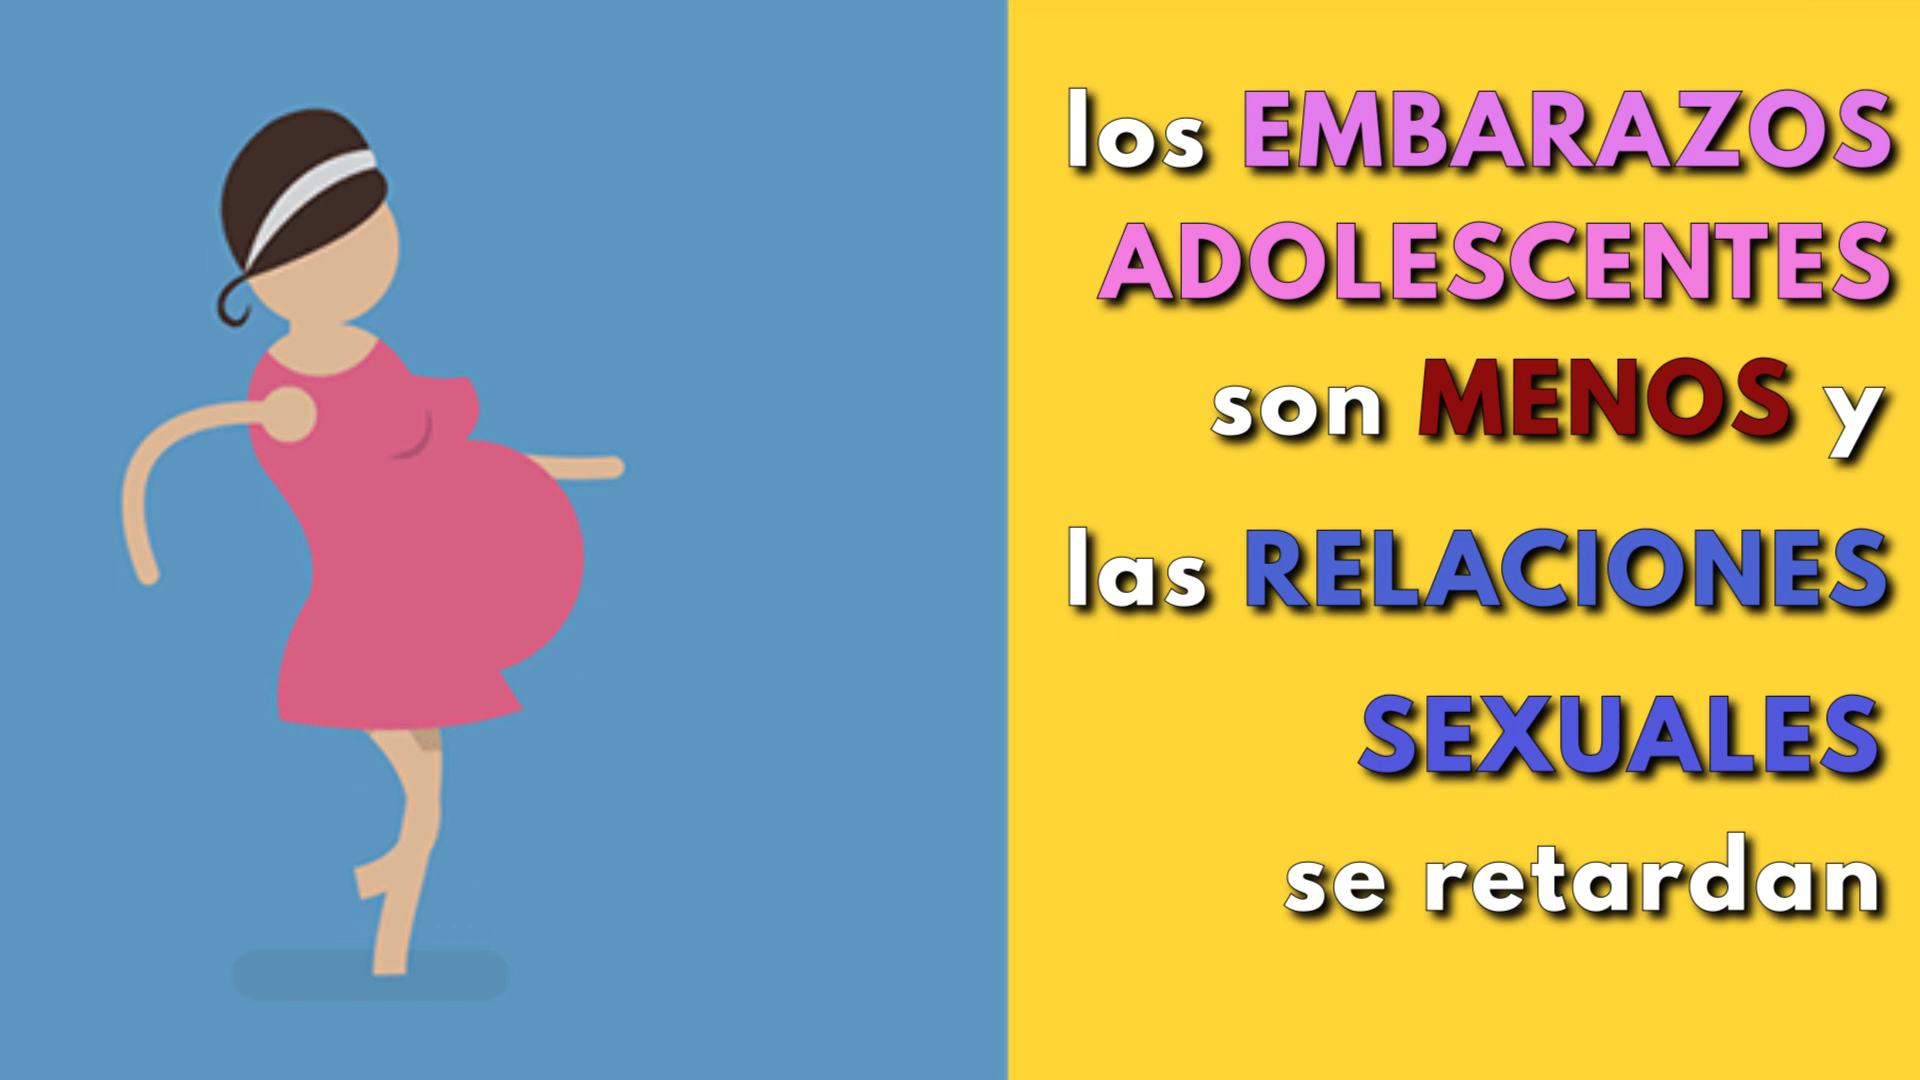 los EMBARAZOS
ADOLESCENTES
son MENOS y
las RELACIONES
SEXUALES
se retardan